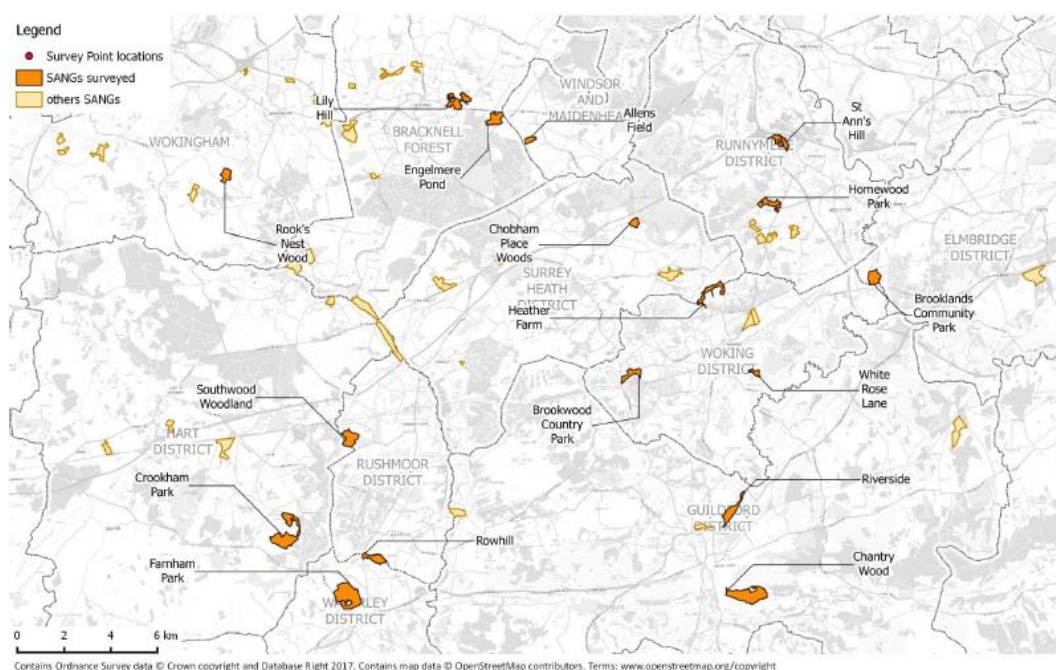 Legend
Survey Point locations
SANGs surveyed
others SANGs
WINDSOR
AND
MAIDENHEAD
Lily
Hill
BRACKNELL
FOREST
Allens
Field
St
Ann's
Hill
RUNNYMEDE
DISTRICT
WOKINGHAM
Engelmere
Pond
Homewood
Park
Rook's
Nest
Wood
Chobham
Place
Woods
ELMBRIDGE
DISTRICT
SURREY
HEATH
DISTRICT
Heather
Farm
Brooklands
Community
Park
WOKING
DISTRICT
White
Rose
Lane
Southwood
Woodland
Brookwood
Country
Park
HART
DISTRICT
RUSHMOOR
DISTRICT
Crookham
Park
Riverside
GUILDFORD
DISTRICT
Rowhill
Farnham
Park
Chantry
Wood
WAVERLEY
DISTRICT
0 2 4 6 km
Contains Ordnance Survey data © Crown copyright and Database Right 2017. Contains map data © OpenStreetMap contributors. Terms: www.openstreetmap.org/copyright